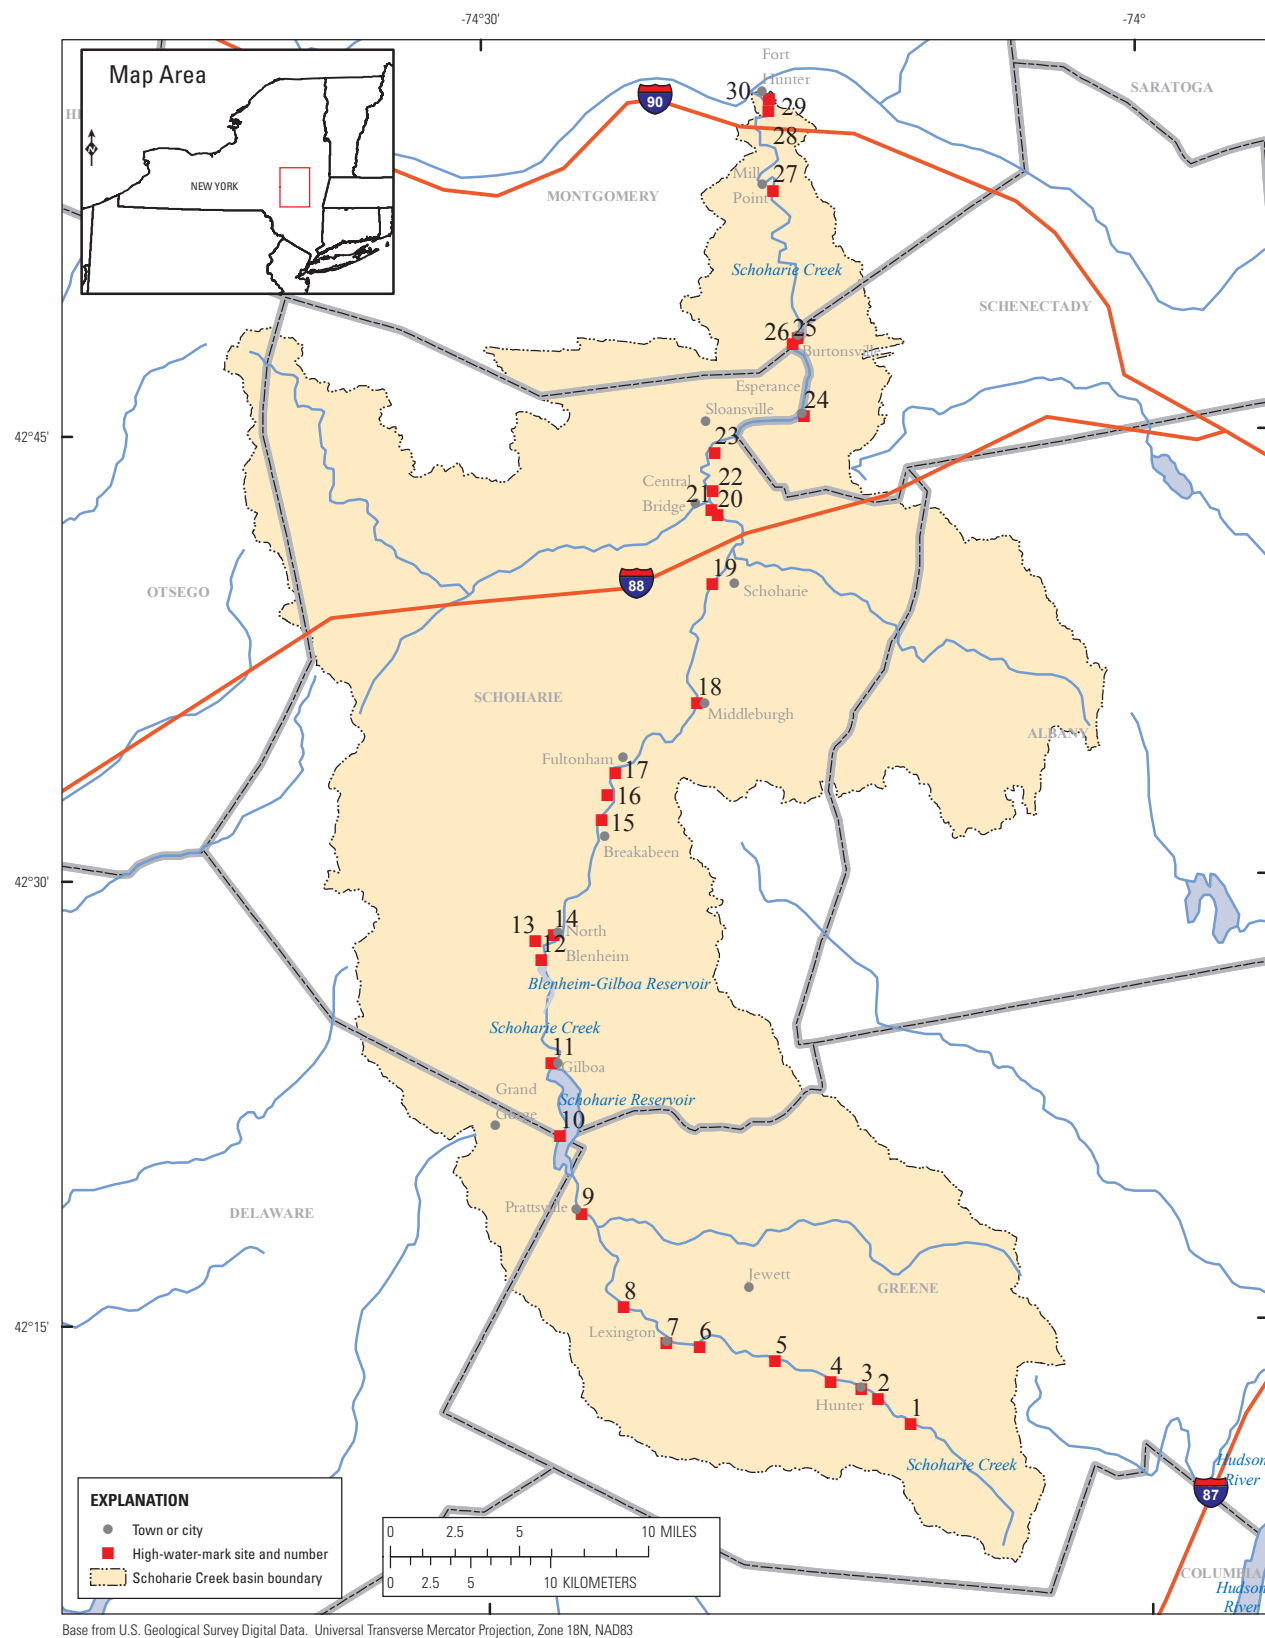 -74°30'
-74°
Map Area
N
NEW YORK
90
Fort
Hunter
30
29
28
Mill
27
Point
SARATOGA
MONTGOMERY
Schoharie Creek
SCHENECTADY
26
25
Burtonsville
Esperance
Sloansville
24
42°45'
23
Central
22
21
Bridge
20
88
19
Schoharie
OTSEGO
SCHOHARIE
18
Middleburgh
ALBANY
Fultonham
17
16
15
Breakabeen
42°30'
13
14
North
12
Blenheim
Blenheim-Gilboa Reservoir
Schoharie Creek
11
Gilboa
Grand
Schoharie Reservoir
Gorge
10
DELAWARE
Prattsville
9
Jewett
GREENE
8
42°15'
Lexington
7
6
5
4
3
2
Hunter
1
Schoharie Creek
Hudson
River
87
COLUMBIA
Hudson
River
EXPLANATION
Town or city
High-water-mark site and number
Schoharie Creek basin boundary
0 2.5 5 10 MILES
0 2.5 5 10 KILOMETERS
Base from U.S. Geological Survey Digital Data. Universal Transverse Mercator Projection, Zone 18N, NAD83